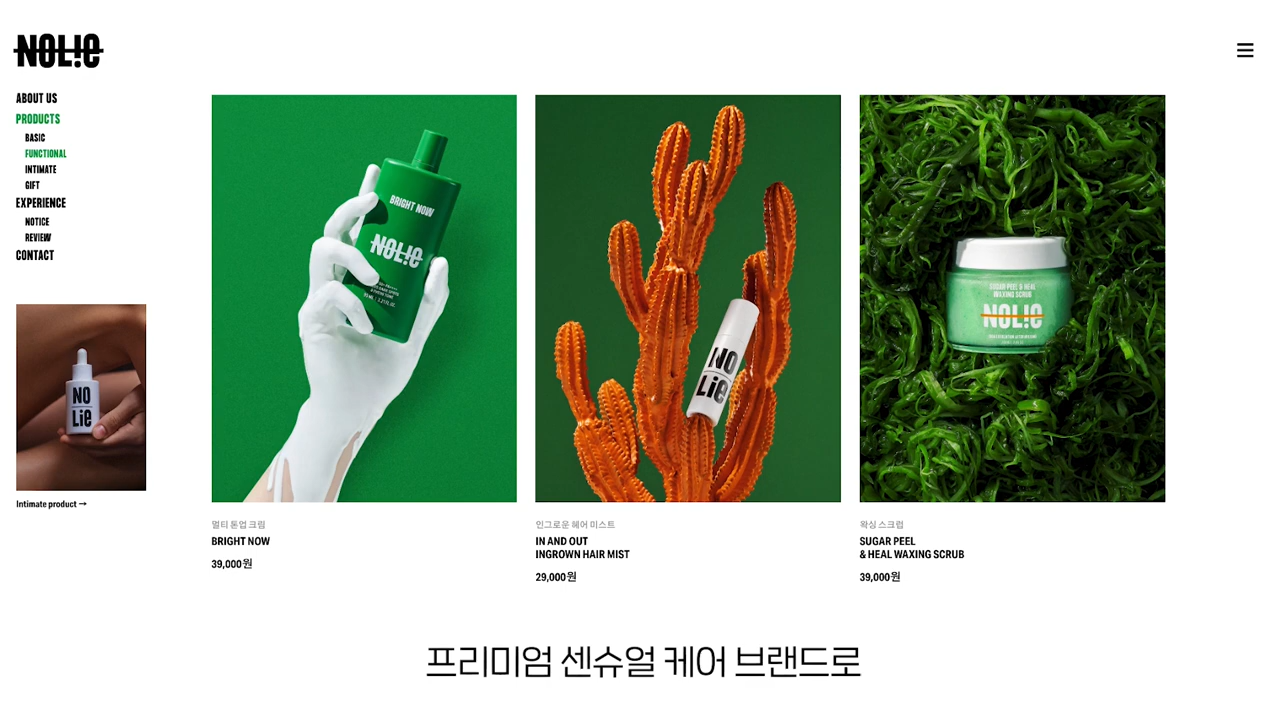 NOLiE
ABOUT US
PRODUCTS
BASIC
FUNCTIONAL
INTIMATE
GIFT
EXPERIENCE
NOTICE
REVIEW
CONTACT
NO
LiE
Intimate product →
BRIGHT NOW
NOL!E
멀티 톤업 크림
BRIGHT NOW
39,000원
NO
LiE
인그로운 헤어 미스트
IN AND OUT
INGROWN HAIR MIST
29,000원
SUGAR PEEL & HEAL
WAXING SCRUB
NOL!E
왁싱 스크럽
SUGAR PEEL
& HEAL WAXING SCRUB
39,000원
프리미엄 센슈얼 케어 브랜드로